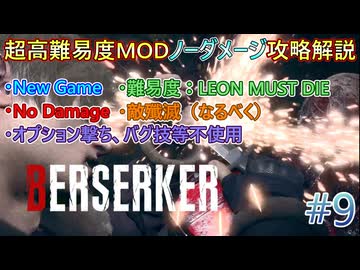 超高難易度MODノーダメージ攻略解説
・New Game ・難易度：LEON MUST DIE
・No Damage ・敵殲滅（なるべく）
・オプション撃ち、バグ技等不使用
BERSERKER
#9